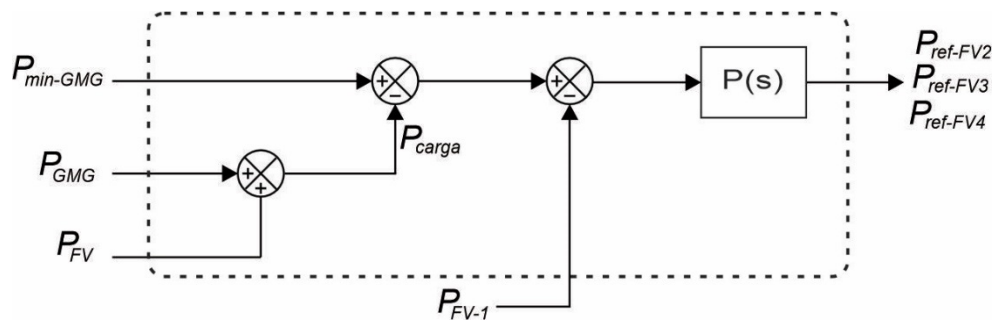 P_min-GMG
P_GMG
P_FV
P_carga
P_FV-1
P(s)
P_ref-FV2
P_ref-FV3
P_ref-FV4
+
−
+
−
+
+